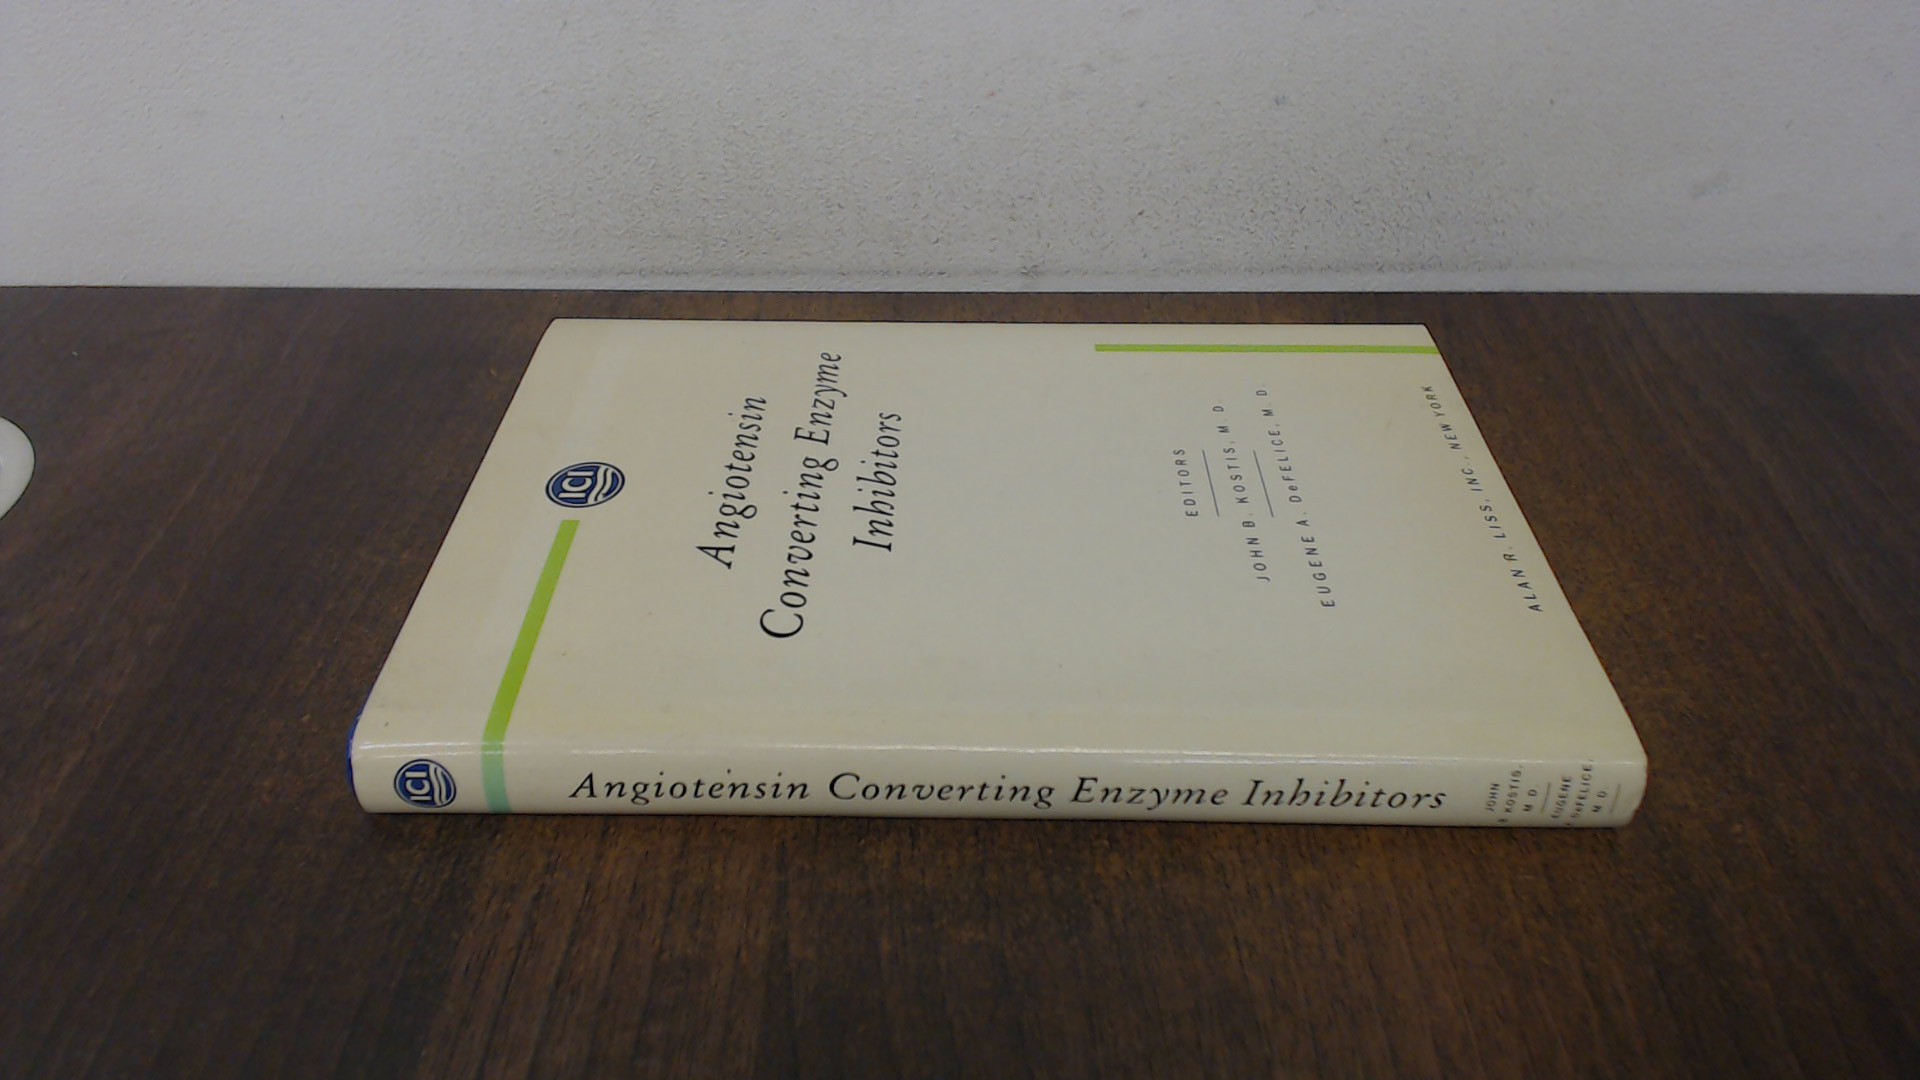 ICI
Angiotensin
Converting Enzyme
Inhibitors
EDITORS
JOHN B. KOSTIS, M.D.
EUGENE A. DeFELICE, M.D.
ALAN R. LISS, INC., NEW YORK
ICI
Angiotensin Converting Enzyme Inhibitors
JOHN
B KOSTIS,
M D
EUGENE
DeFELICE,
M D